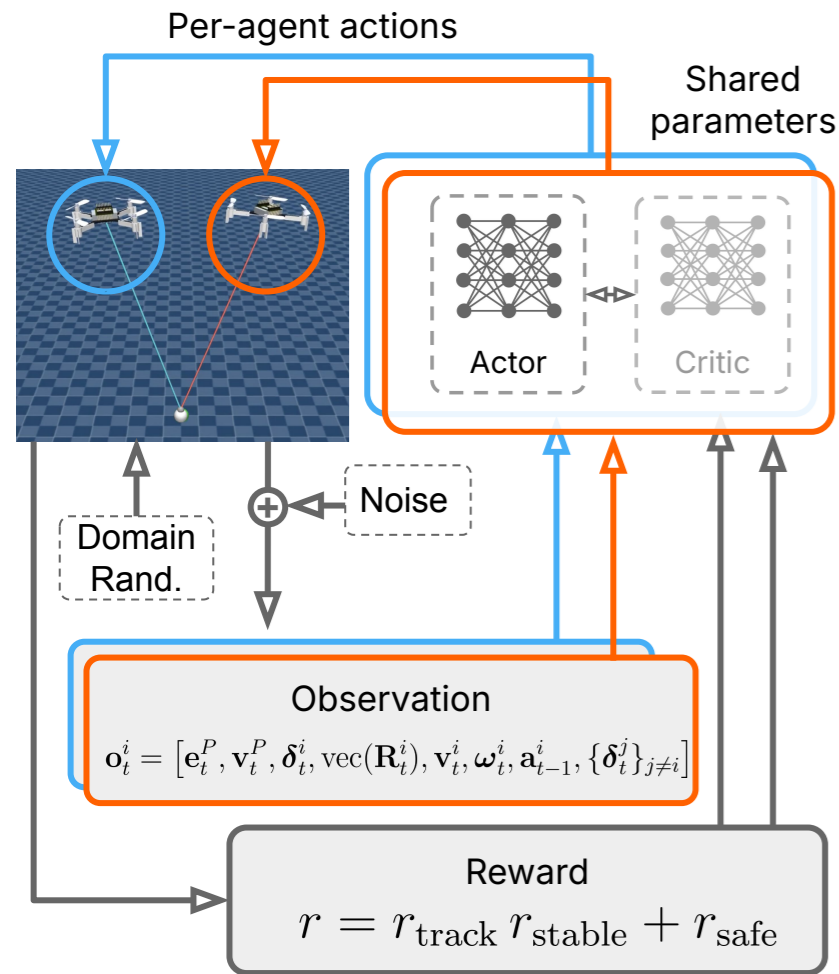 Per-agent actions
Shared
parameters
Actor
Critic
Noise
Domain
Rand.
Observation
$\mathbf{o}_t^i = [\mathbf{e}_t^P, \mathbf{v}_t^P, \boldsymbol{\delta}_t^i, \mathrm{vec}(\mathbf{R}_t^i), \mathbf{v}_t^i, \boldsymbol{\omega}_t^i, \mathbf{a}_{t-1}^i, \{\boldsymbol{\delta}_t^j\}_{j \neq i}]$
Reward
$r = r_{\mathrm{track}} \, r_{\mathrm{stable}} + r_{\mathrm{safe}}$